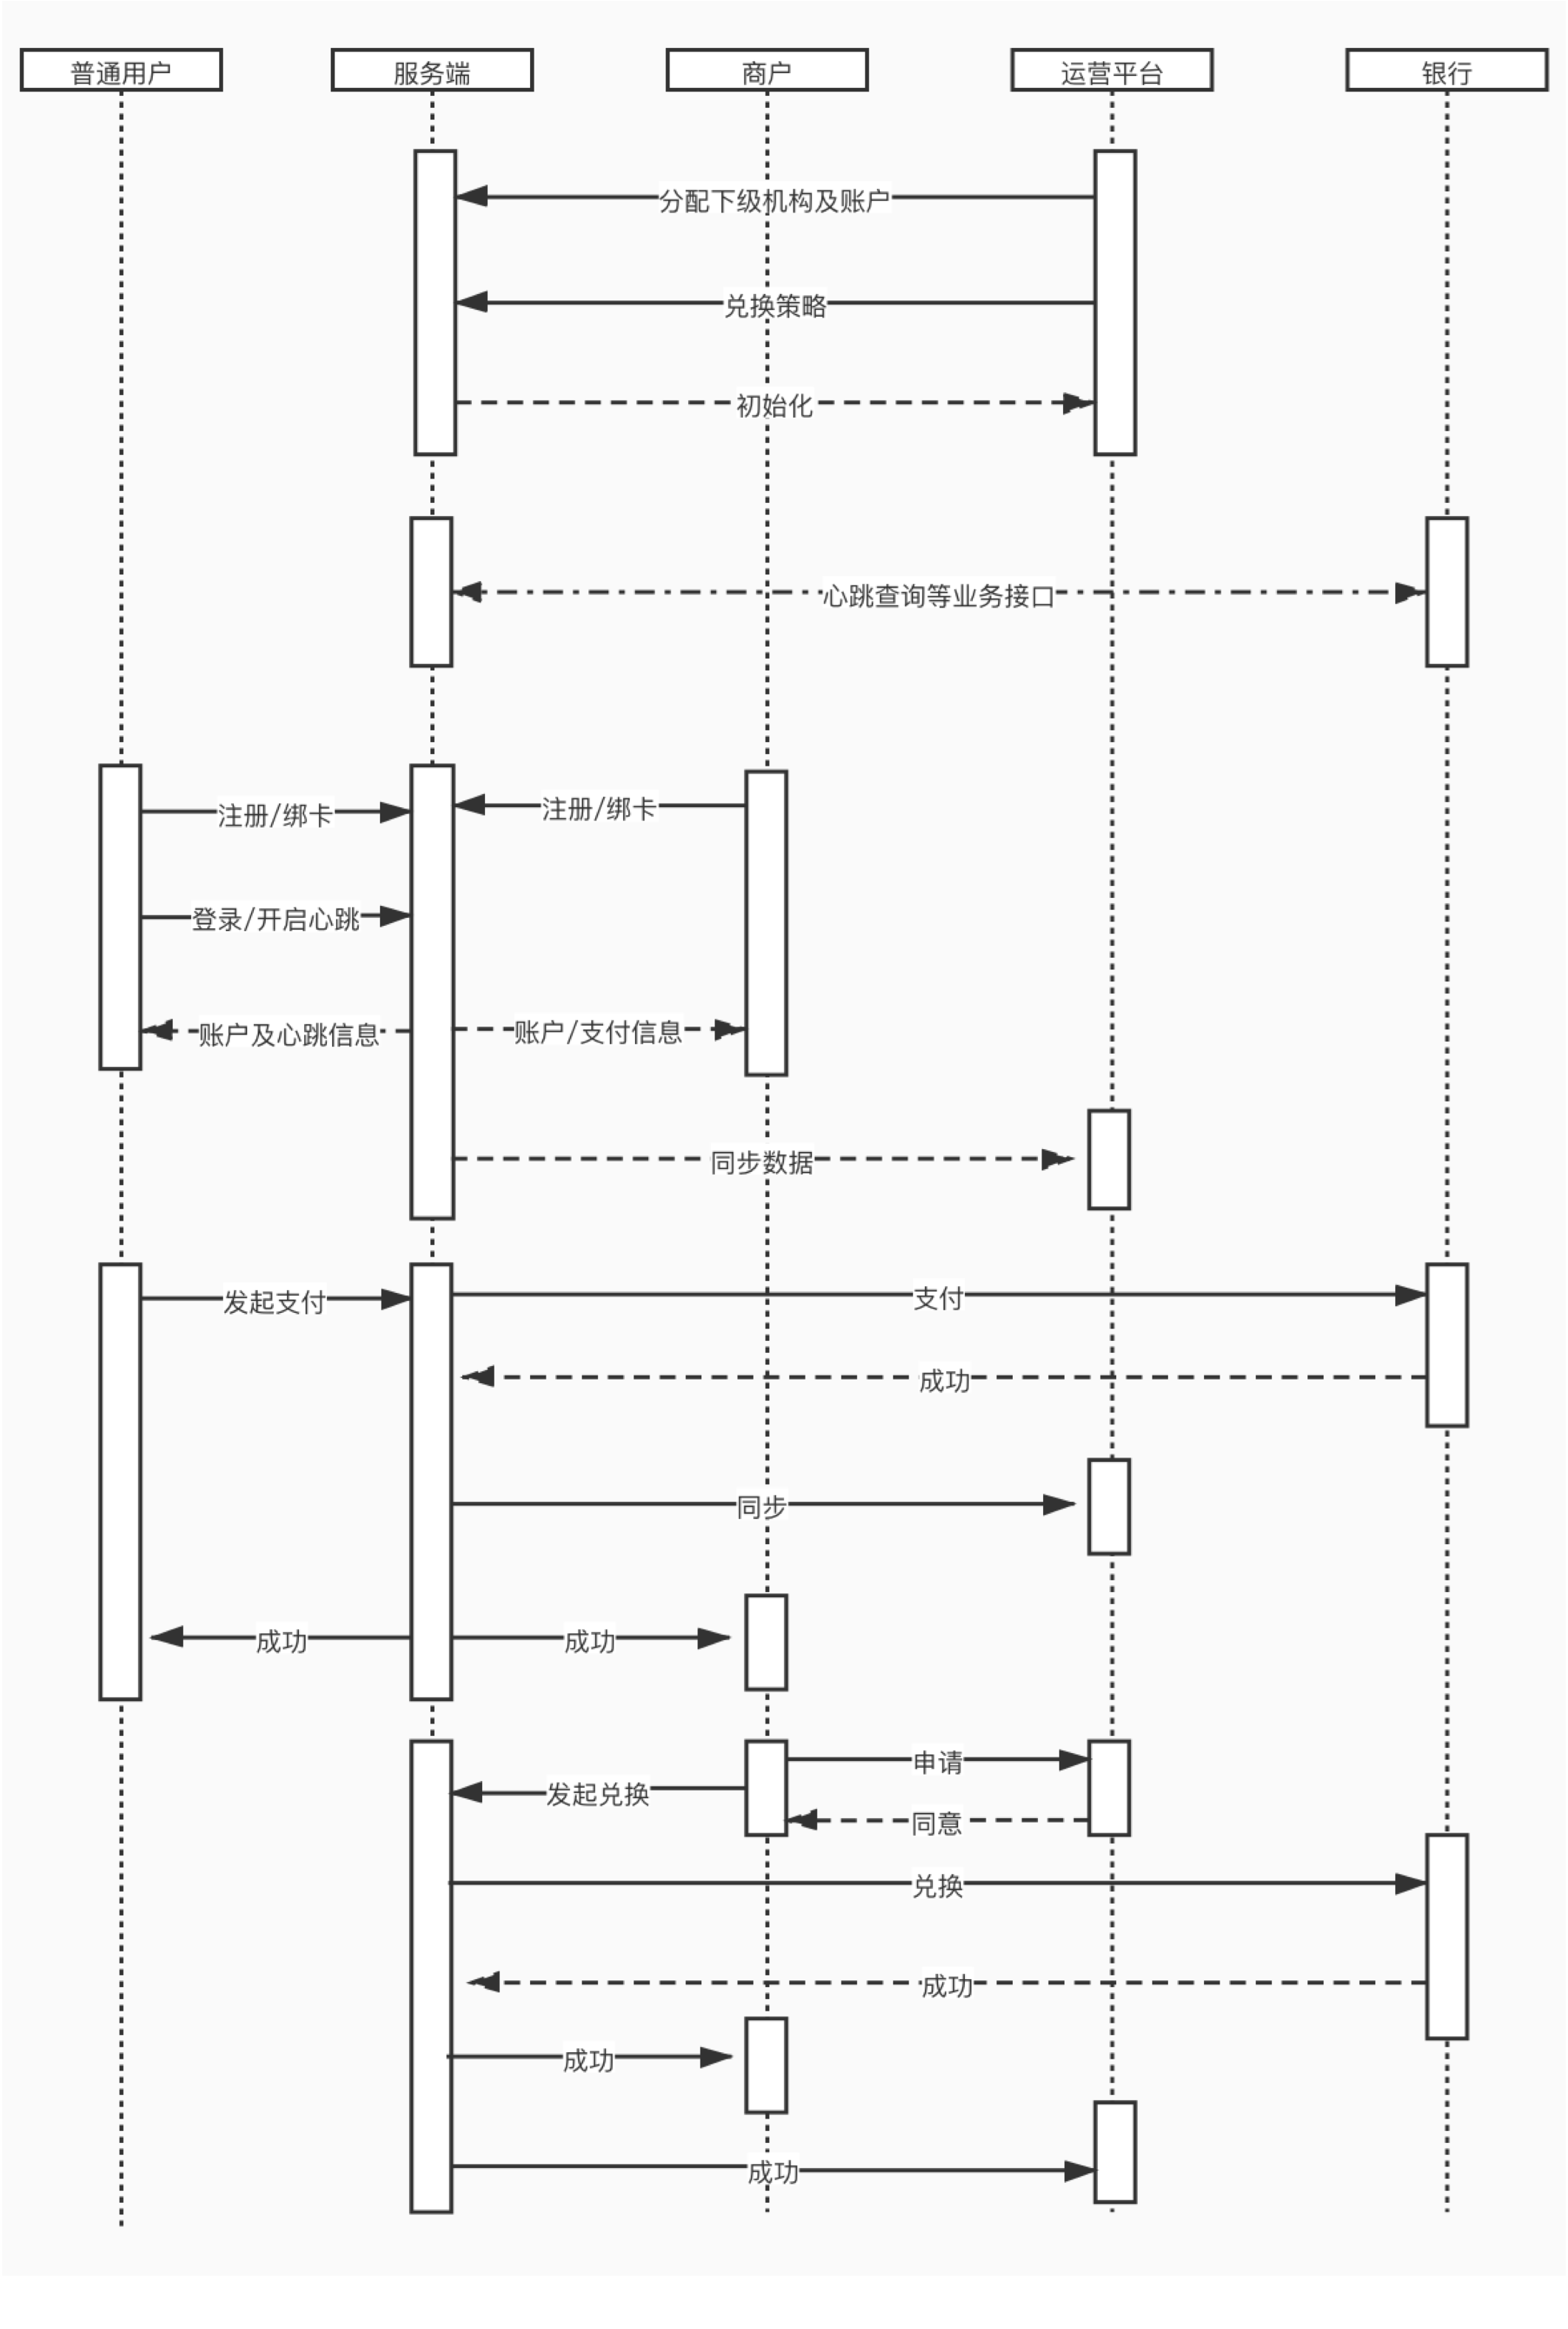 普通用户
服务端
商户
运营平台
银行
分配下级机构及账户
兑换策略
初始化
心跳查询等业务接口
注册/绑卡
注册/绑卡
登录/开启心跳
账户及心跳信息
账户/支付信息
同步数据
发起支付
支付
成功
同步
成功
成功
申请
发起兑换
同意
兑换
成功
成功
成功